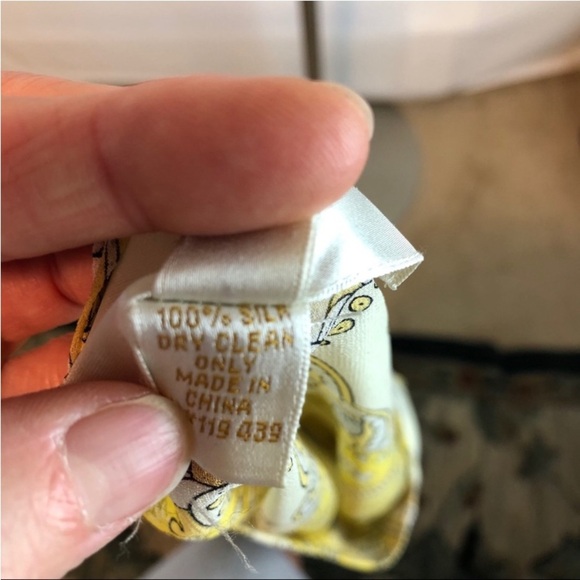 100% SILK
DRY CLEAN
ONLY
MADE IN
CHINA
119 439